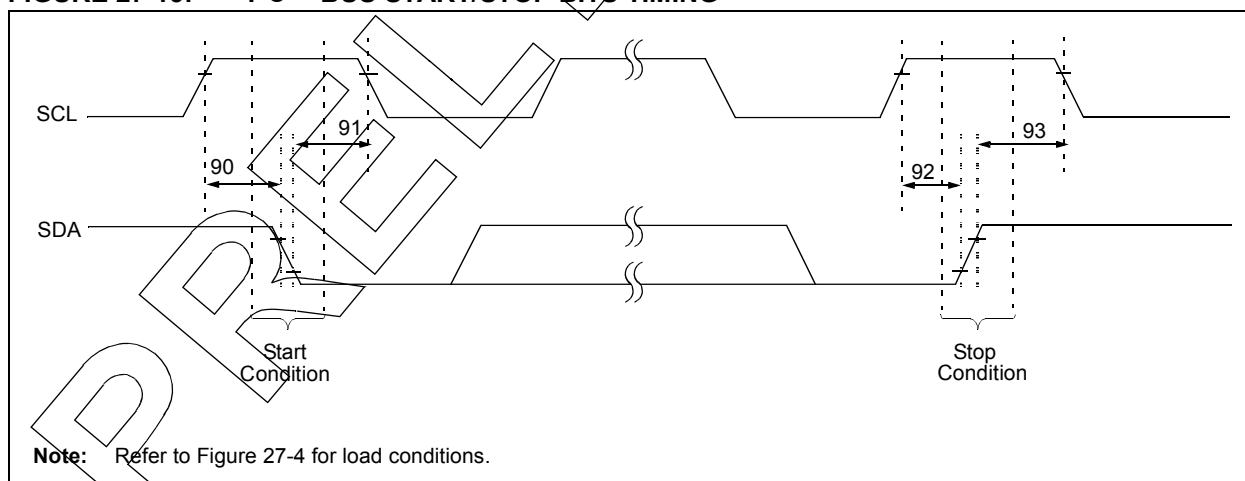 SCL
91
93
90
92
SDA
Start
Condition
Stop
Condition
Note: Refer to Figure 27-4 for load conditions.
PREL